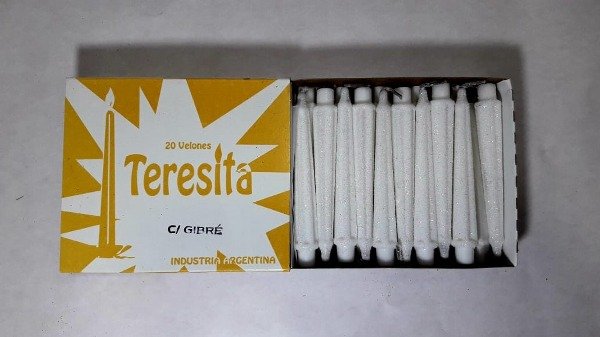 20 Velones
Teresita
C/ GIBRÉ
INDUSTRIA ARGENTINA